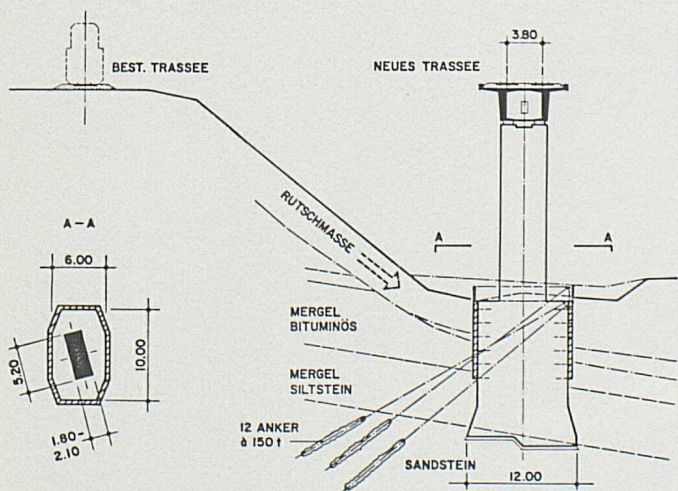 BEST. TRASSEE
NEUES TRASSEE
3.80
A – A
6.00
10.00
5.20
1.80-
2.10
RUTSCHMASSE
A
A
MERGEL
BITUMINÖS
MERGEL
SILTSTEIN
12 ANKER
à 150 t
SANDSTEIN
12.00